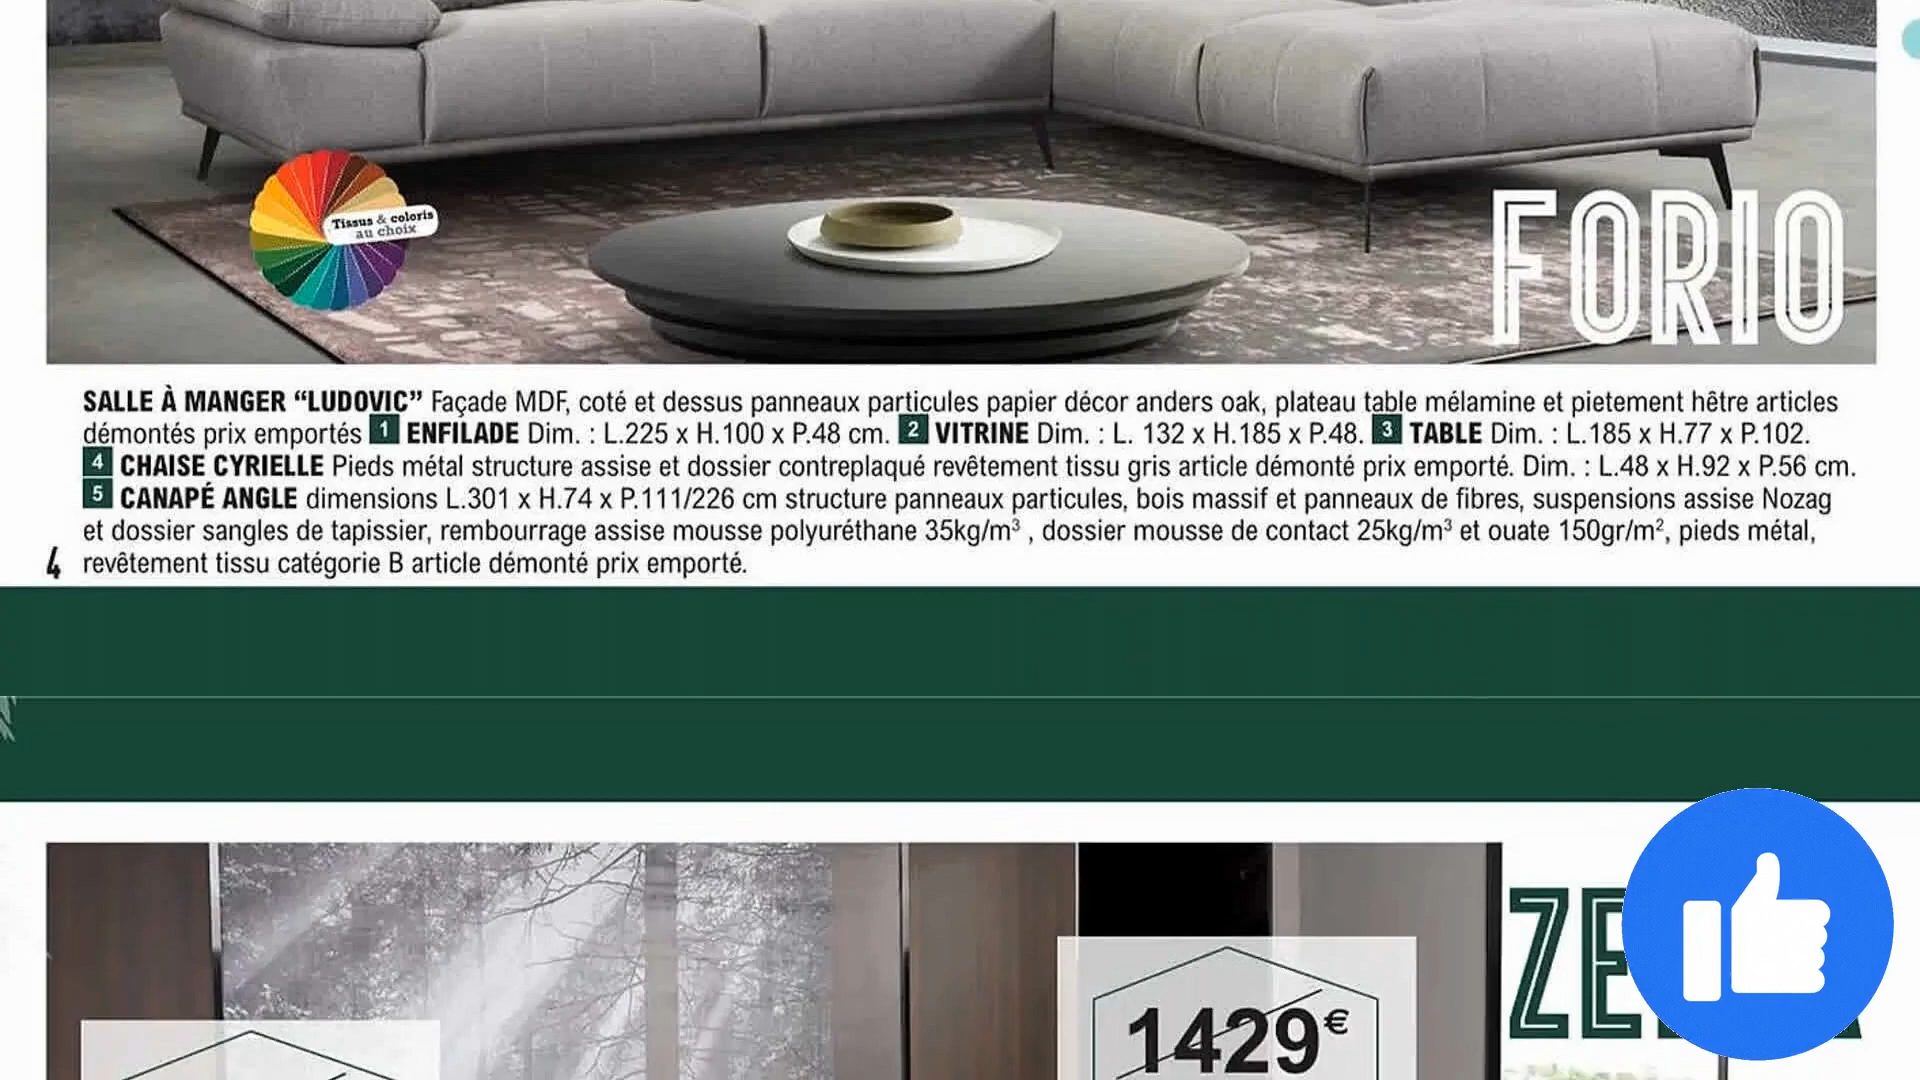 Tissus & coloris
au choix
FORIO
SALLE À MANGER “LUDOVIC” Façade MDF, coté et dessus panneaux particules papier décor anders oak, plateau table mélamine et pietement hêtre articles
démontés prix emportés 1 ENFILADE Dim. : L.225 x H.100 x P.48 cm. 2 VITRINE Dim. : L. 132 x H.185 x P.48. 3 TABLE Dim. : L.185 x H.77 x P.102.
4 CHAISE CYRIELLE Pieds métal structure assise et dossier contreplaqué revêtement tissu gris article démonté prix emporté. Dim. : L.48 x H.92 x P.56 cm.
5 CANAPÉ ANGLE dimensions L.301 x H.74 x P.111/226 cm structure panneaux particules, bois massif et panneaux de fibres, suspensions assise Nozag
et dossier sangles de tapissier, rembourrage assise mousse polyuréthane 35kg/m³ , dossier mousse de contact 25kg/m³ et ouate 150gr/m², pieds métal,
4 revêtement tissu catégorie B article démonté prix emporté.
1429€